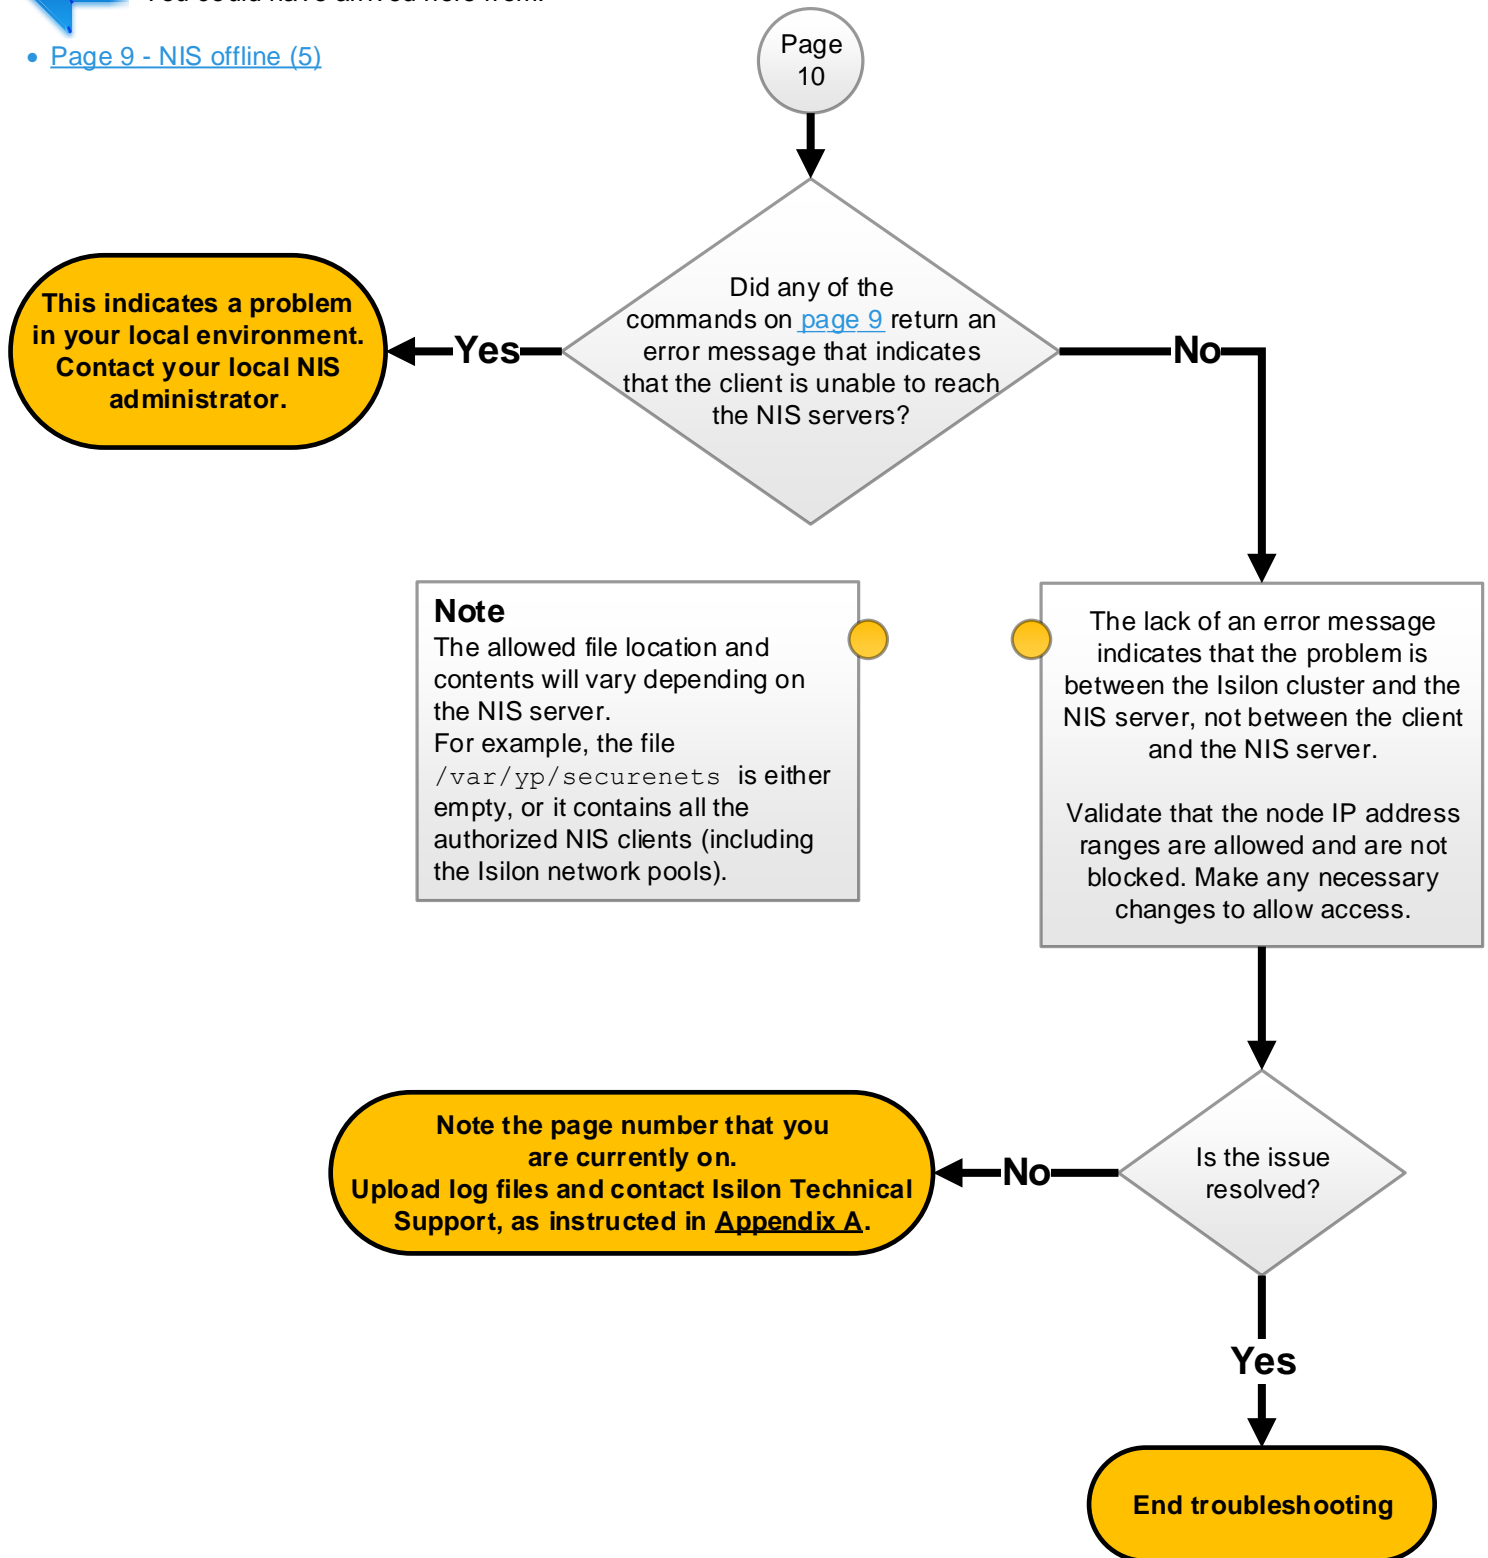 You could have arrived here from:
• Page 9 - NIS offline (5)
Page
10
Did any of the
commands on page 9 return an
error message that indicates
that the client is unable to reach
the NIS servers?
Yes
No
This indicates a problem
in your local environment.
Contact your local NIS
administrator.
Note
The allowed file location and
contents will vary depending on
the NIS server.
For example, the file
/var/yp/securenets is either
empty, or it contains all the
authorized NIS clients (including
the Isilon network pools).
The lack of an error message
indicates that the problem is
between the Isilon cluster and the
NIS server, not between the client
and the NIS server.
Validate that the node IP address
ranges are allowed and are not
blocked. Make any necessary
changes to allow access.
Is the issue
resolved?
No
Note the page number that you
are currently on.
Upload log files and contact Isilon Technical
Support, as instructed in Appendix A.
Yes
End troubleshooting